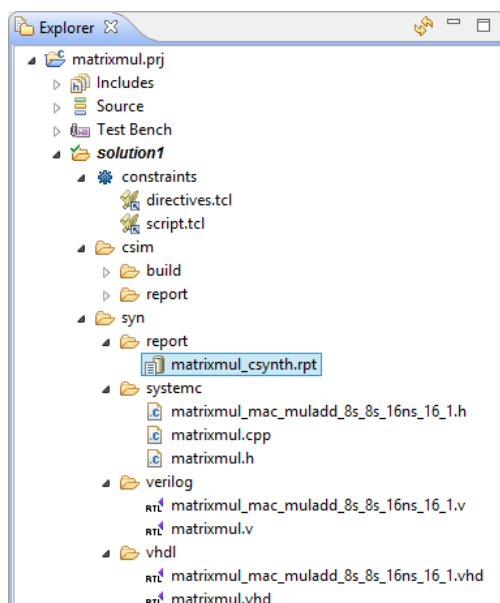 Explorer
matrixmul.prj
Includes
Source
Test Bench
solution1
constraints
directives.tcl
script.tcl
csim
build
report
syn
report
matrixmul_csynth.rpt
systemc
matrixmul_mac_muladd_8s_8s_16ns_16_1.h
matrixmul.cpp
matrixmul.h
verilog
matrixmul_mac_muladd_8s_8s_16ns_16_1.v
matrixmul.v
vhdl
matrixmul_mac_muladd_8s_8s_16ns_16_1.vhd
matrixmul.vhd